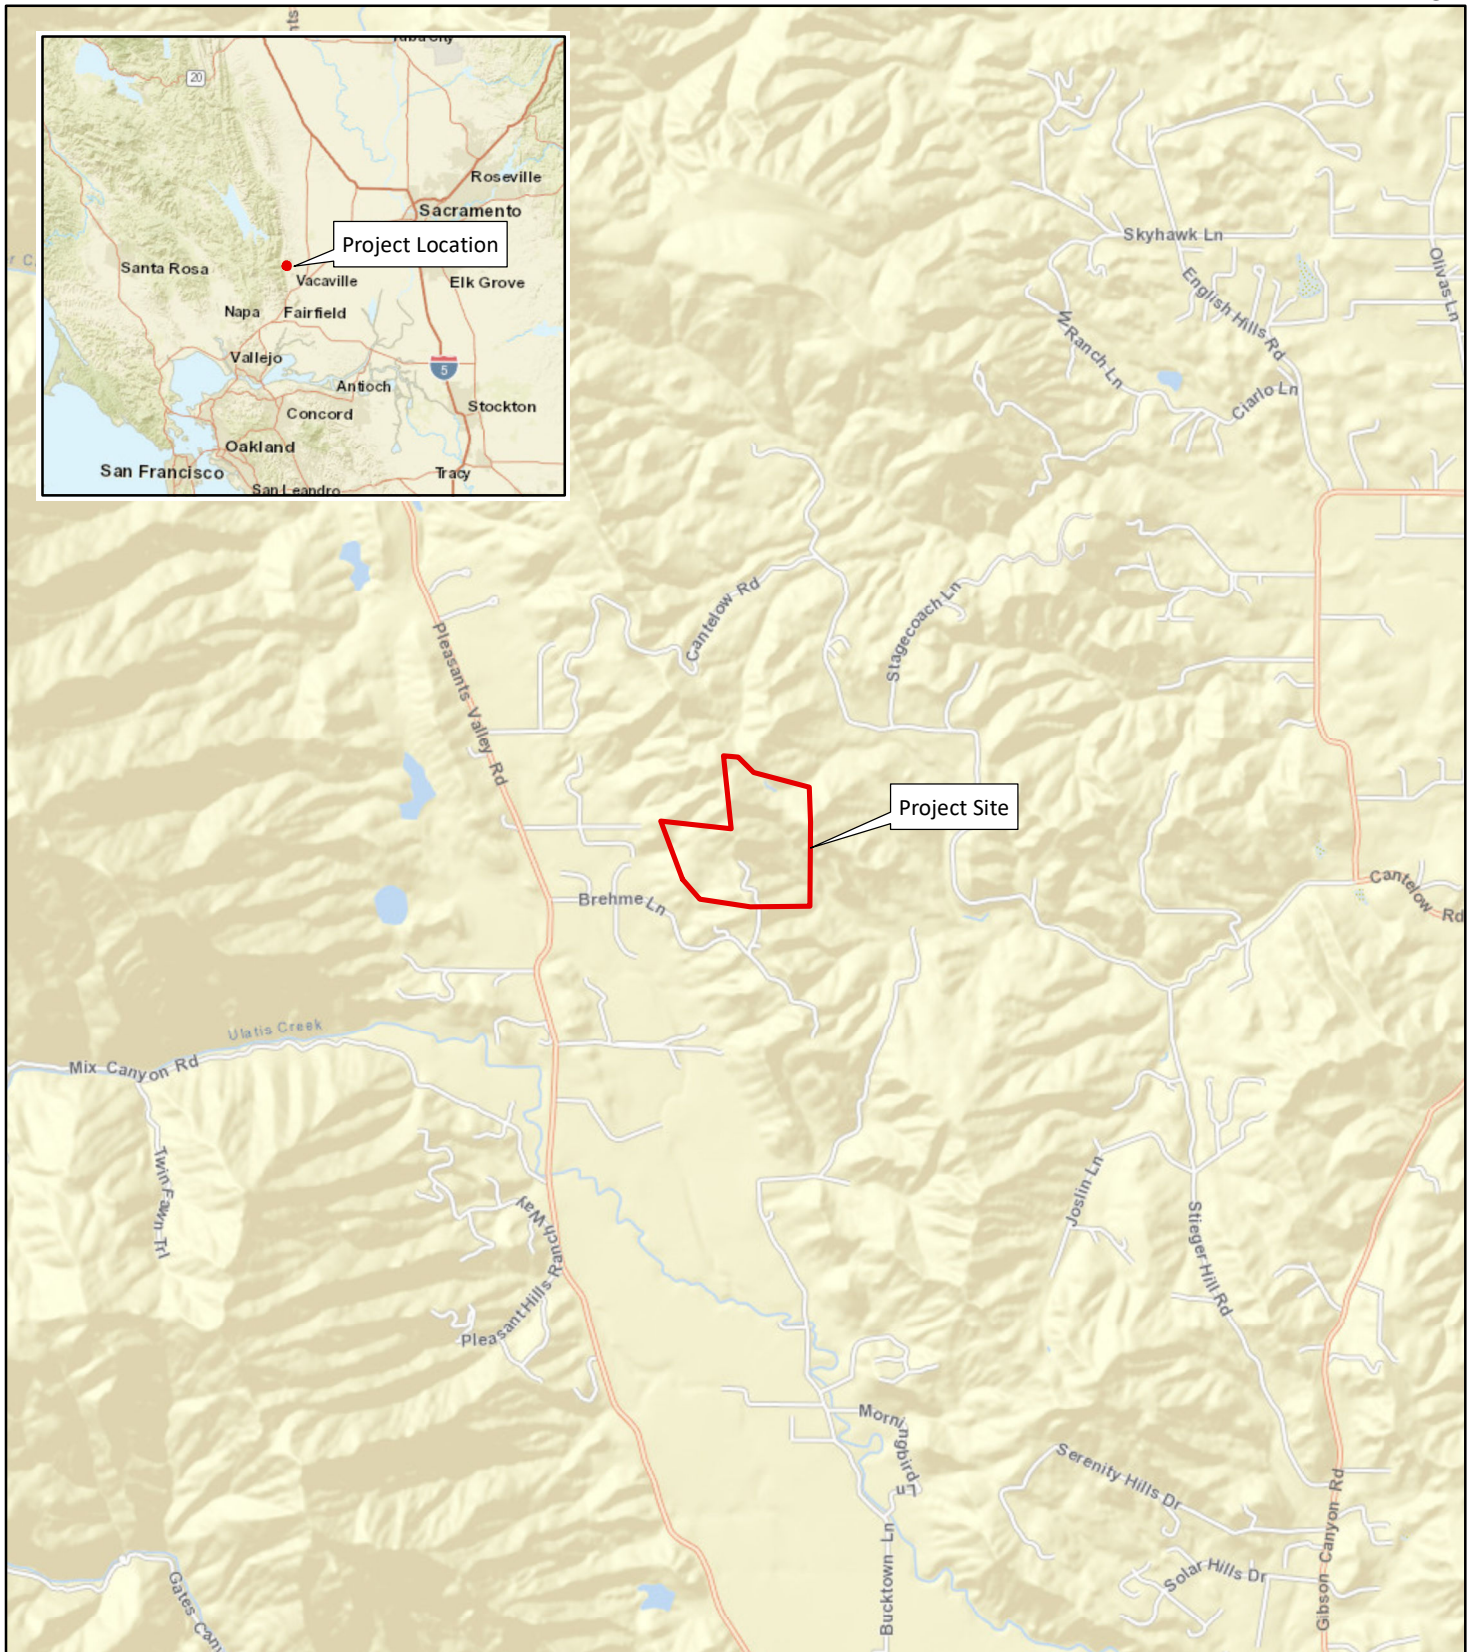 20
Roseville
Sacramento
Project Location
Santa Rosa
Vacaville
Elk Grove
Napa
Fairfield
Vallejo
5
Antioch
Concord
Stockton
Oakland
San Francisco
Tracy
San Leandro
Skyhawk Ln
Olivas Ln
English Hills Rd
W Ranch Ln
Ciarlo Ln
Cantelow Rd
Stagecoach Ln
Pleasants Valley Rd
Project Site
Brehme Ln
Cantelow Rd
Ulatis Creek
Mix Canyon Rd
Twin Fawn Trl
Joslin Ln
Stieger Hill Rd
Pleasant Hills Ranch Way
Morningbird Ln
Serenity Hills Dr
Solar Hills Dr
Gibson Canyon Rd
Bucktown Ln
Gates Can